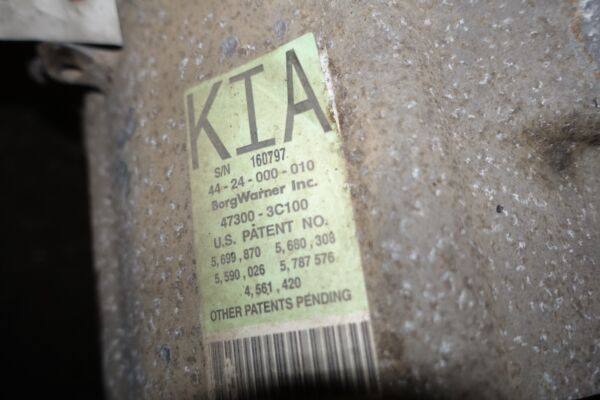 KIA
S/N 160797
44-24-000-010
BorgWarner Inc.
47300-3C100
U.S. PATENT NO.
5,699,870 5,680,308
5,590,026 5,787 576
4,561,420
OTHER PATENTS PENDING